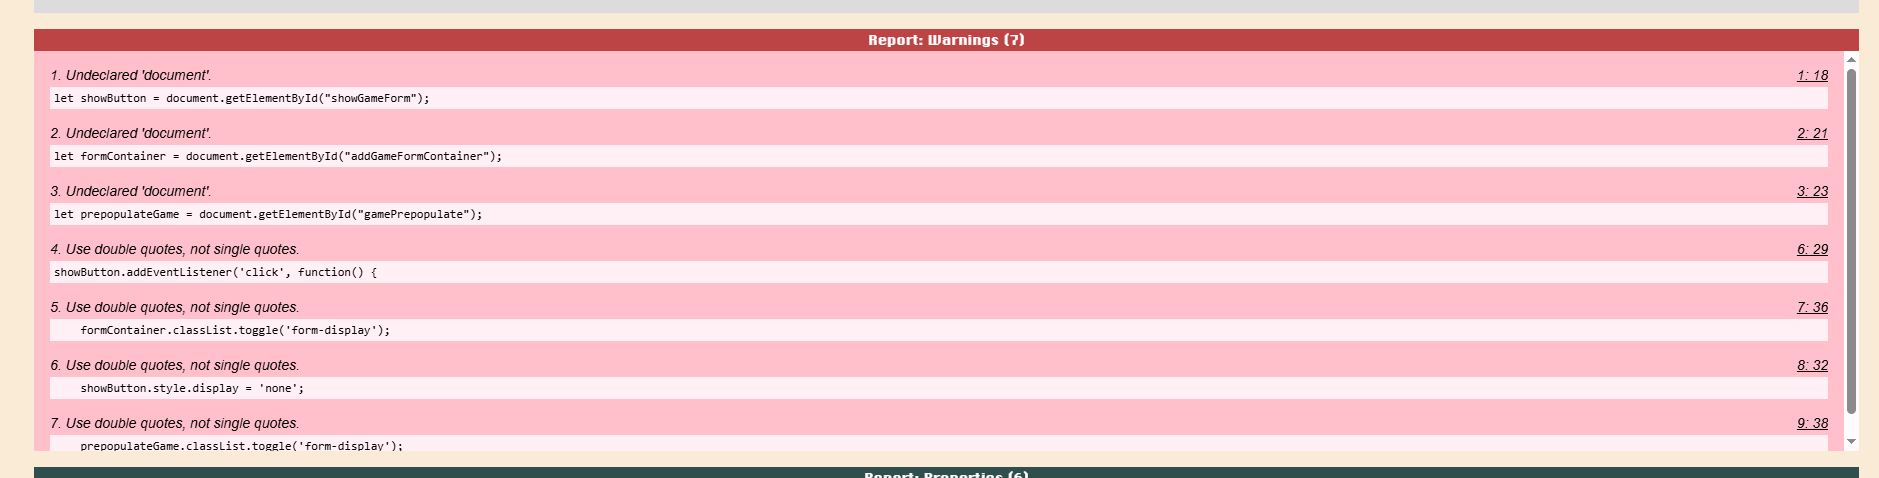 Report: Warnings (7)
1. Undeclared 'document'. 1: 18
let showButton = document.getElementById("showGameForm");
2. Undeclared 'document'. 2: 21
let formContainer = document.getElementById("addGameFormContainer");
3. Undeclared 'document'. 3: 23
let prepopulateGame = document.getElementById("gamePrepopulate");
4. Use double quotes, not single quotes. 6: 29
showButton.addEventListener('click', function() {
5. Use double quotes, not single quotes. 7: 36
formContainer.classList.toggle('form-display');
6. Use double quotes, not single quotes. 8: 32
showButton.style.display = 'none';
7. Use double quotes, not single quotes. 9: 38
prepopulateGame.classList.toggle('form-display');
Report: Properties (6)